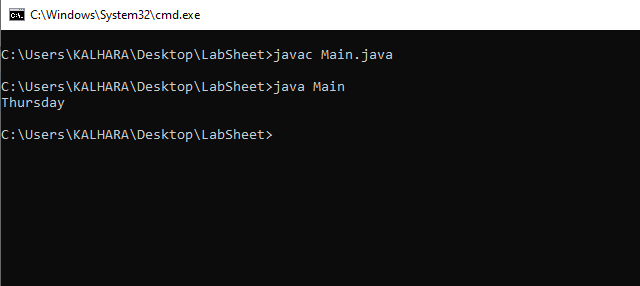 C:\Windows\System32\cmd.exe
C:\Users\KALHARA\Desktop\LabSheet>javac Main.java
C:\Users\KALHARA\Desktop\LabSheet>java Main
Thursday
C:\Users\KALHARA\Desktop\LabSheet>